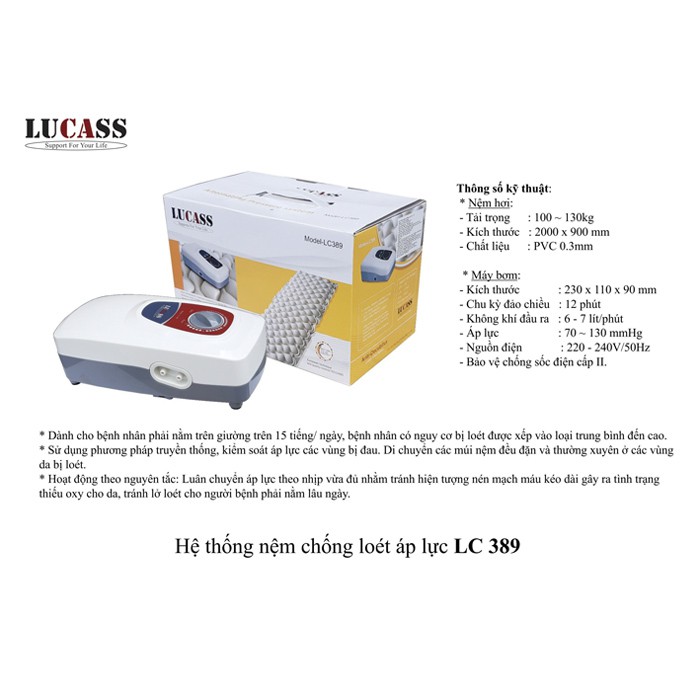 LUCASS
Support For Your Life
LUCASS
Model-LC389
LUCASS
LUCASS
Thông số kỹ thuật:
* Nệm hơi:
- Tải trọng : 100 ~ 130kg
- Kích thước : 2000 x 900 mm
- Chất liệu : PVC 0.3mm
* Máy bơm:
- Kích thước : 230 x 110 x 90 mm
- Chu kỳ đảo chiều : 12 phút
- Không khí đầu ra : 6 - 7 lít/phút
- Áp lực : 70 ~ 130 mmHg
- Nguồn điện : 220 - 240V/50Hz
- Bảo vệ chống sốc điện cấp II.
* Dành cho bệnh nhân phải nằm trên giường trên 15 tiếng/ ngày, bệnh nhân có nguy cơ bị loét được xếp vào loại trung bình đến cao.
* Sử dụng phương pháp truyền thống, kiểm soát áp lực các vùng bị đau. Di chuyển các múi nệm đều đặn và thường xuyên ở các vùng
da bị loét.
* Hoạt động theo nguyên tắc: Luân chuyển áp lực theo nhịp vừa đủ nhằm tránh hiện tượng nén mạch máu kéo dài gây ra tình trạng
thiếu oxy cho da, tránh lở loét cho người bệnh phải nằm lâu ngày.
Hệ thống nệm chống loét áp lực LC 389